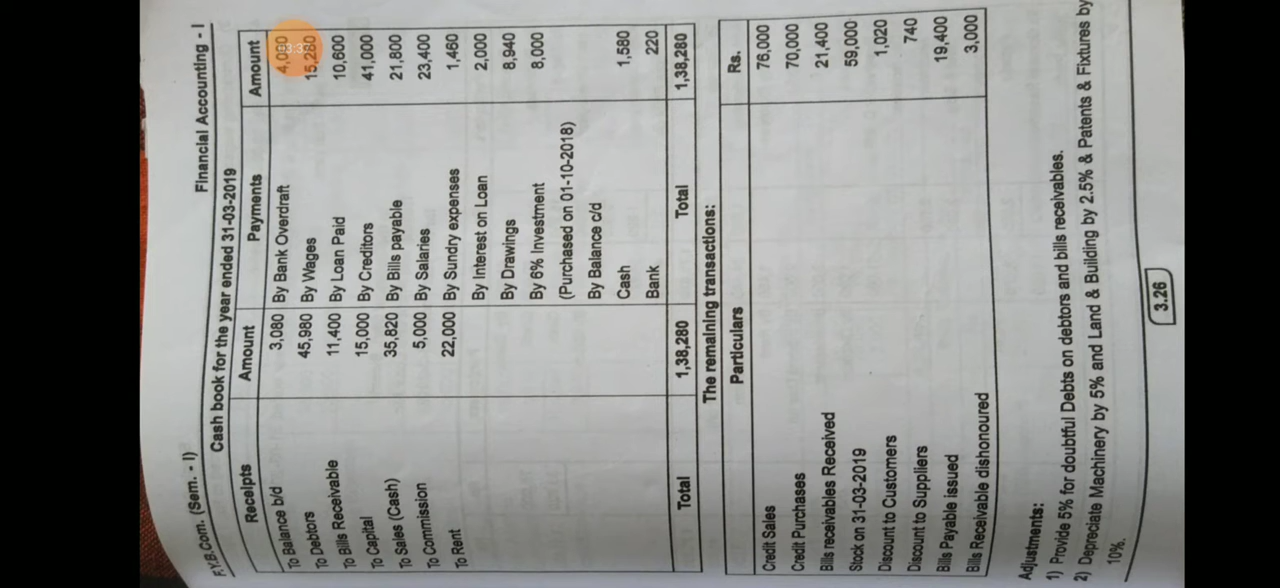 F.Y.B.Com. (Sem. - I) Financial Accounting - I
Cash book for the year ended 31-03-2019
Receipts Amount Payments Amount
To Balance b/d 3,080 By Bank Overdraft
To Debtors 45,980 By Wages 15,280
To Bills Receivable 11,400 By Loan Paid 10,600
To Capital 15,000 By Creditors 41,000
To Sales (Cash) 35,820 By Bills payable 21,800
To Commission 5,000 By Salaries 23,400
To Rent 22,000 By Sundry expenses 1,460
By Interest on Loan 2,000
By Drawings 8,940
By 6% Investment 8,000
(Purchased on 01-10-2018)
By Balance c/d
Cash 1,580
Bank 220
Total 1,38,280 Total 1,38,280
The remaining transactions:
Particulars Rs.
Credit Sales 76,000
Credit Purchases 70,000
Bills receivables Received 21,400
Stock on 31-03-2019 59,000
Discount to Customers 1,020
Discount to Suppliers 740
Bills Payable issued 19,400
Bills Receivable dishonoured 3,000
Adjustments:
1) Provide 5% for doubtful Debts on debtors and bills receivables.
2) Depreciate Machinery by 5% and Land & Building by 2.5% & Patents & Fixtures by
10%.
3.26